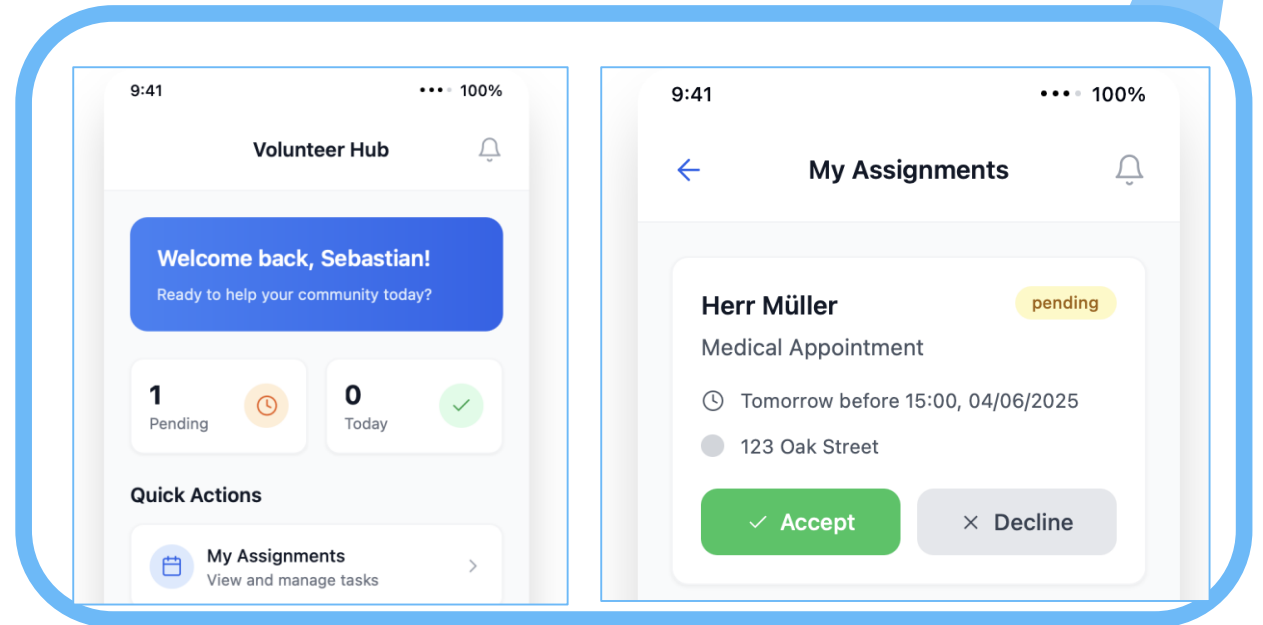 9:41
100%
Volunteer Hub
Welcome back, Sebastian!
Ready to help your community today?
1
Pending
0
Today
Quick Actions
My Assignments
View and manage tasks
9:41
100%
My Assignments
Herr Müller
pending
Medical Appointment
Tomorrow before 15:00, 04/06/2025
123 Oak Street
Accept
Decline